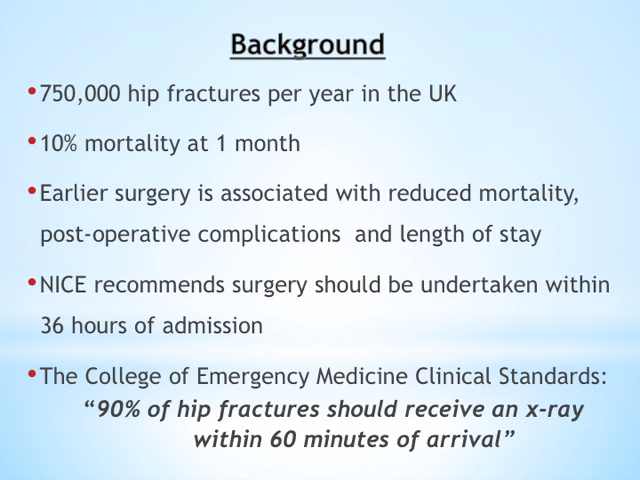 Background
•750,000 hip fractures per year in the UK
•10% mortality at 1 month
•Earlier surgery is associated with reduced mortality,
post-operative complications  and length of stay
•NICE recommends surgery should be undertaken within
36 hours of admission
•The College of Emergency Medicine Clinical Standards:
“90% of hip fractures should receive an x-ray
within 60 minutes of arrival”